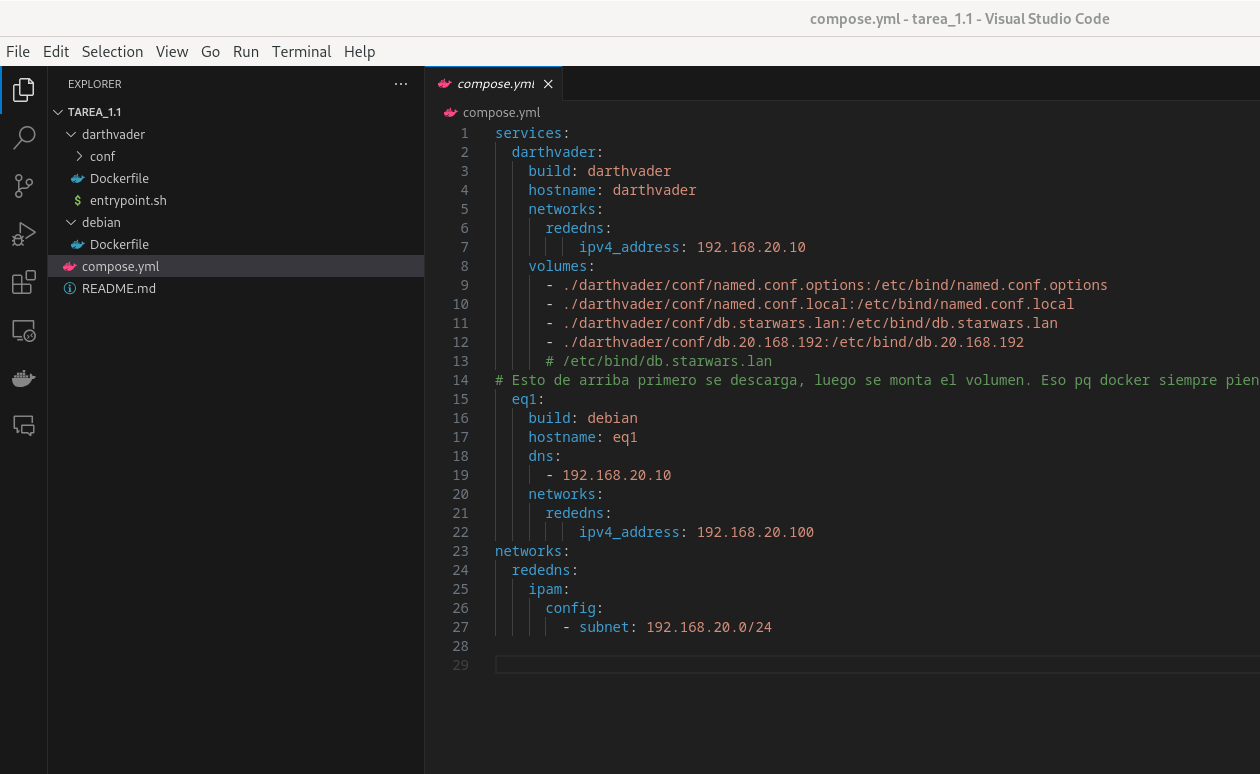 compose.yml - tarea_1.1 - Visual Studio Code
File Edit Selection View Go Run Terminal Help
EXPLORER ...
TAREA_1.1
darthvader
conf
Dockerfile
$ entrypoint.sh
debian
Dockerfile
compose.yml
README.md
compose.yml
compose.yml
1 services:
2   darthvader:
3     build: darthvader
4     hostname: darthvader
5     networks:
6       rededns:
7           ipv4_address: 192.168.20.10
8     volumes:
9       - ./darthvader/conf/named.conf.options:/etc/bind/named.conf.options
10       - ./darthvader/conf/named.conf.local:/etc/bind/named.conf.local
11       - ./darthvader/conf/db.starwars.lan:/etc/bind/db.starwars.lan
12       - ./darthvader/conf/db.20.168.192:/etc/bind/db.20.168.192
13       # /etc/bind/db.starwars.lan
14 # Esto de arriba primero se descarga, luego se monta el volumen. Eso pq docker siempre pien
15   eq1:
16     build: debian
17     hostname: eq1
18     dns:
19       - 192.168.20.10
20     networks:
21       rededns:
22           ipv4_address: 192.168.20.100
23 networks:
24   rededns:
25     ipam:
26       config:
27         - subnet: 192.168.20.0/24
28
29